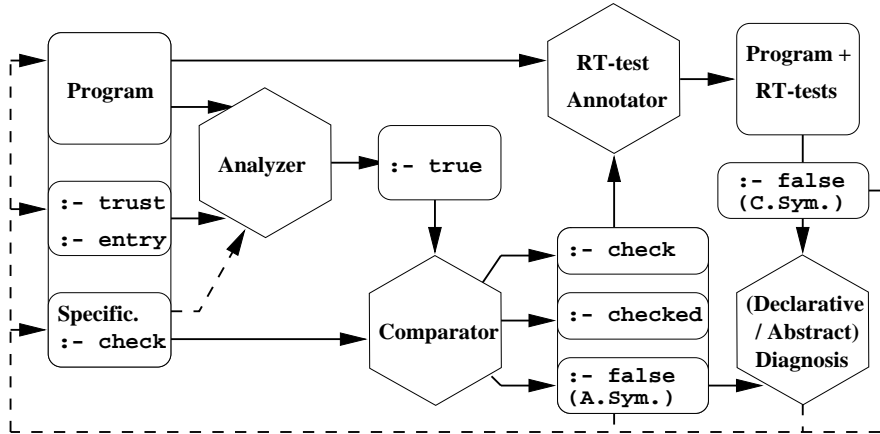 Program
:- trust
:- entry
Specific.
:- check
Analyzer
:- true
Comparator
RT-test
Annotator
:- check
:- checked
:- false
(A.Sym.)
Program +
RT-tests
:- false
(C.Sym.)
(Declarative
/ Abstract)
Diagnosis